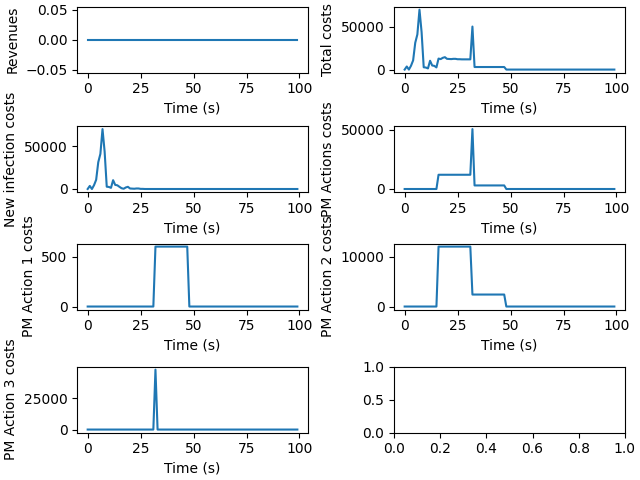 Revenues
0.05
0.00
−0.05
0 25 50 75 100
Time (s)
Total costs
50000
0
0 25 50 75 100
Time (s)
New infection costs
50000
0
0 25 50 75 100
Time (s)
PM Actions costs
50000
0
0 25 50 75 100
Time (s)
PM Action 1 costs
500
0
0 25 50 75 100
Time (s)
PM Action 2 costs
10000
0
0 25 50 75 100
Time (s)
PM Action 3 costs
25000
0
0 25 50 75 100
Time (s)
1.0
0.5
0.0
0.0 0.2 0.4 0.6 0.8 1.0